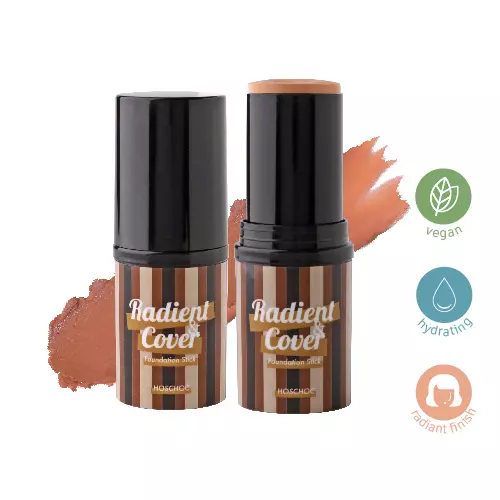 Radient
& Cover
Foundation Stick
HOSCHOC
Radient
& Cover
Foundation Stick
HOSCHOC
vegan
hydrating
radiant finish